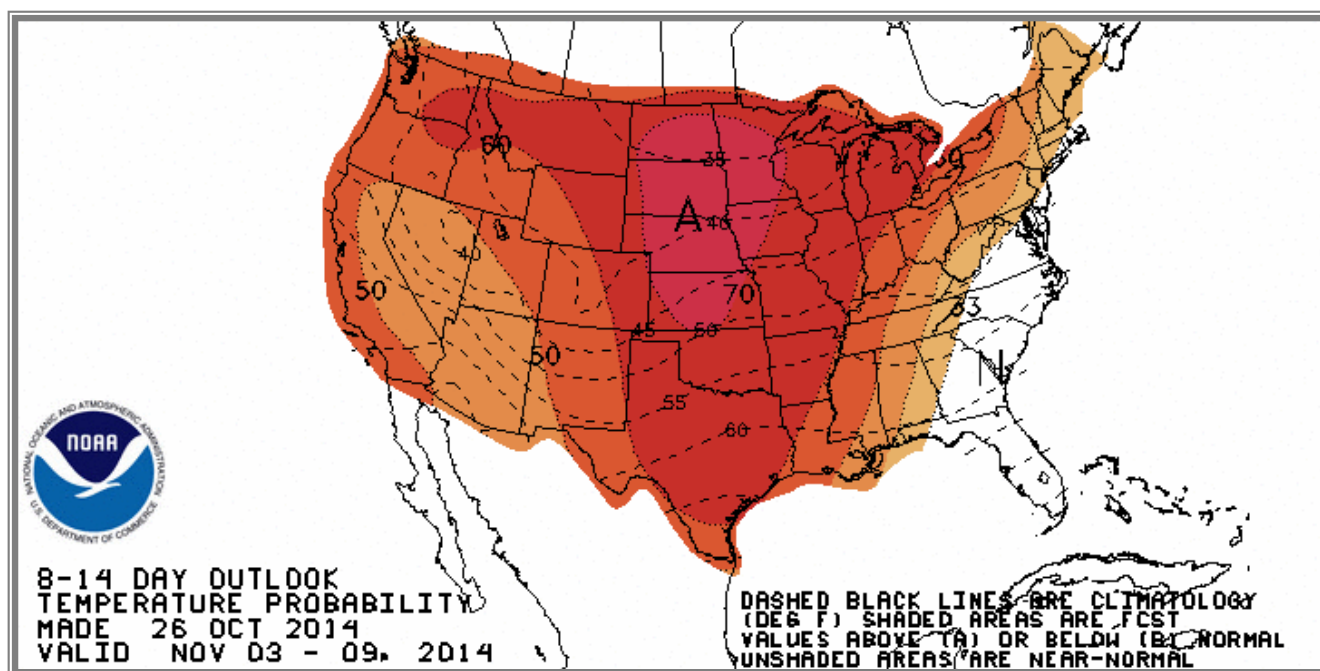 35
60
A
40
40
50
70
33
45
50
50
N
55
60
NOAA
NATIONAL OCEANIC AND ATMOSPHERIC ADMINISTRATION
U.S. DEPARTMENT OF COMMERCE
8-14 DAY OUTLOOK
TEMPERATURE PROBABILITY
MADE 26 OCT 2014
VALID NOV 03 - 09, 2014
DASHED BLACK LINES ARE CLIMATOLOGY
(DEG F) SHADED AREAS ARE FCST
VALUES ABOVE (A) OR BELOW (B) NORMAL
UNSHADED AREAS ARE NEAR-NORMAL